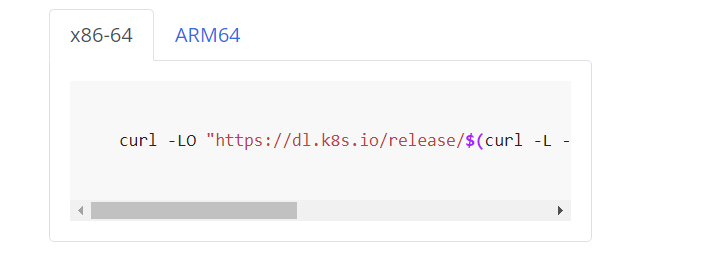 x86-64 ARM64
curl -LO "https://dl.k8s.io/release/$(curl -L -